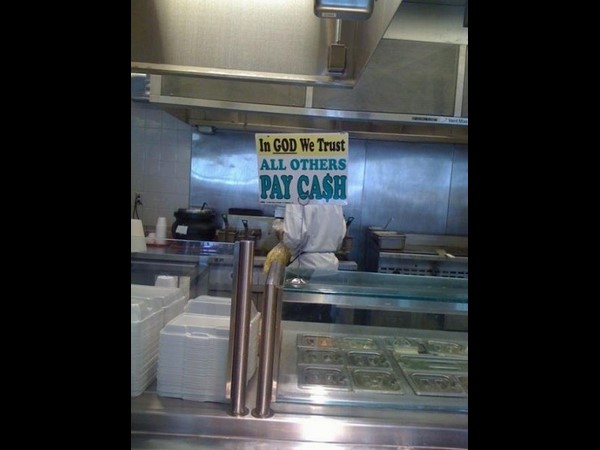 In GOD We Trust
ALL OTHERS
PAY CA$H